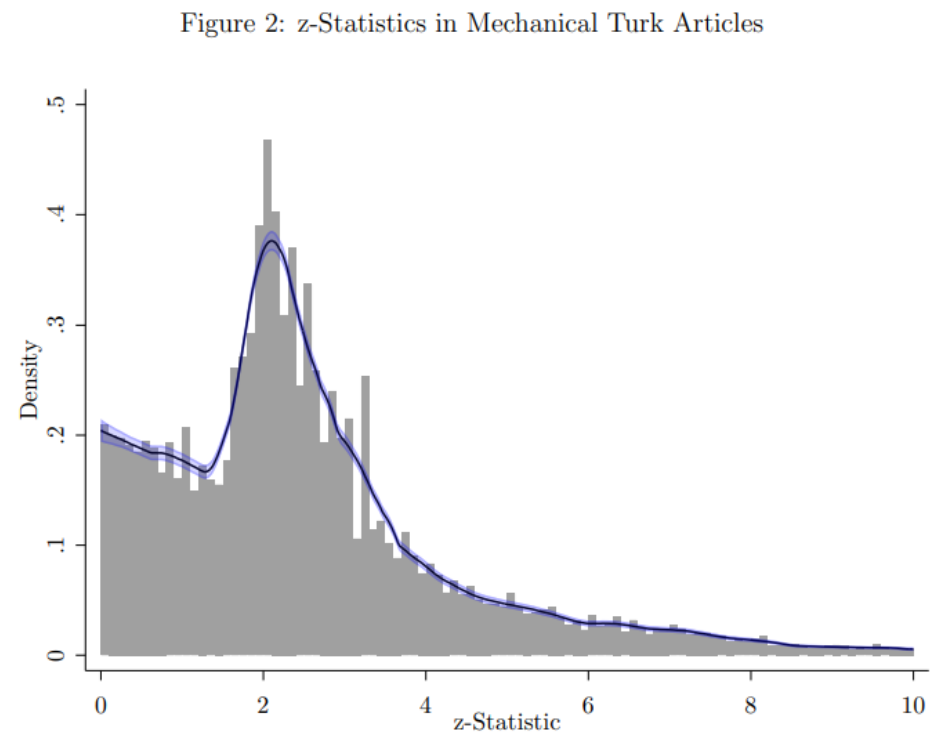 Figure 2: z-Statistics in Mechanical Turk Articles
.5
.4
.3
.2
.1
0
Density
0 2 4 6 8 10
z-Statistic